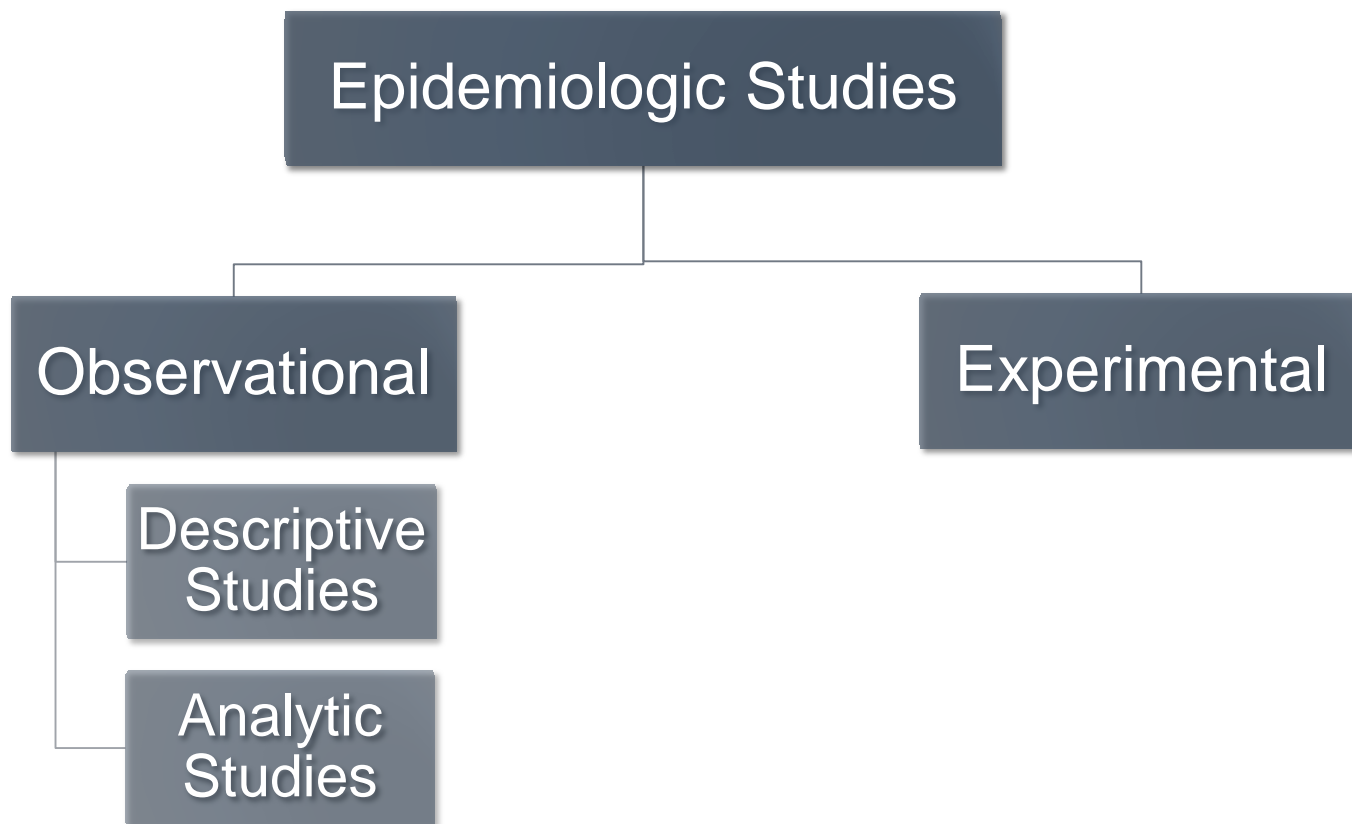 Epidemiologic Studies
Observational
Experimental
Descriptive
Studies
Analytic
Studies